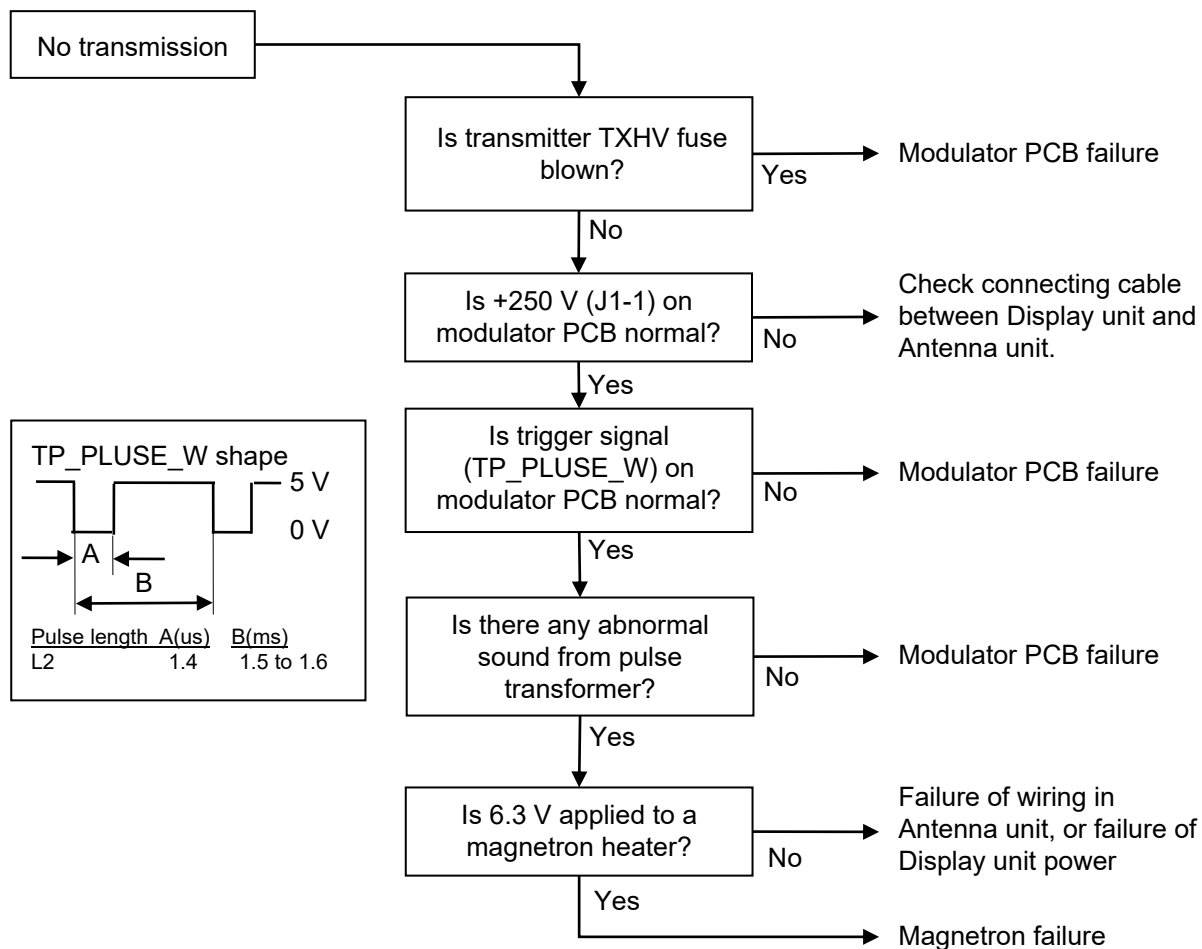 No transmission
Is transmitter TXHV fuse
blown?
Yes
Modulator PCB failure
No
Is +250 V (J1-1) on
modulator PCB normal?
No
Check connecting cable
between Display unit and
Antenna unit.
Yes
Is trigger signal
(TP_PLUSE_W) on
modulator PCB normal?
No
Modulator PCB failure
Yes
TP_PLUSE_W shape
5 V
0 V
A
B
Pulse length A(us) B(ms)
L2 1.4 1.5 to 1.6
Is there any abnormal
sound from pulse
transformer?
No
Modulator PCB failure
Yes
Is 6.3 V applied to a
magnetron heater?
No
Failure of wiring in
Antenna unit, or failure of
Display unit power
Yes
Magnetron failure